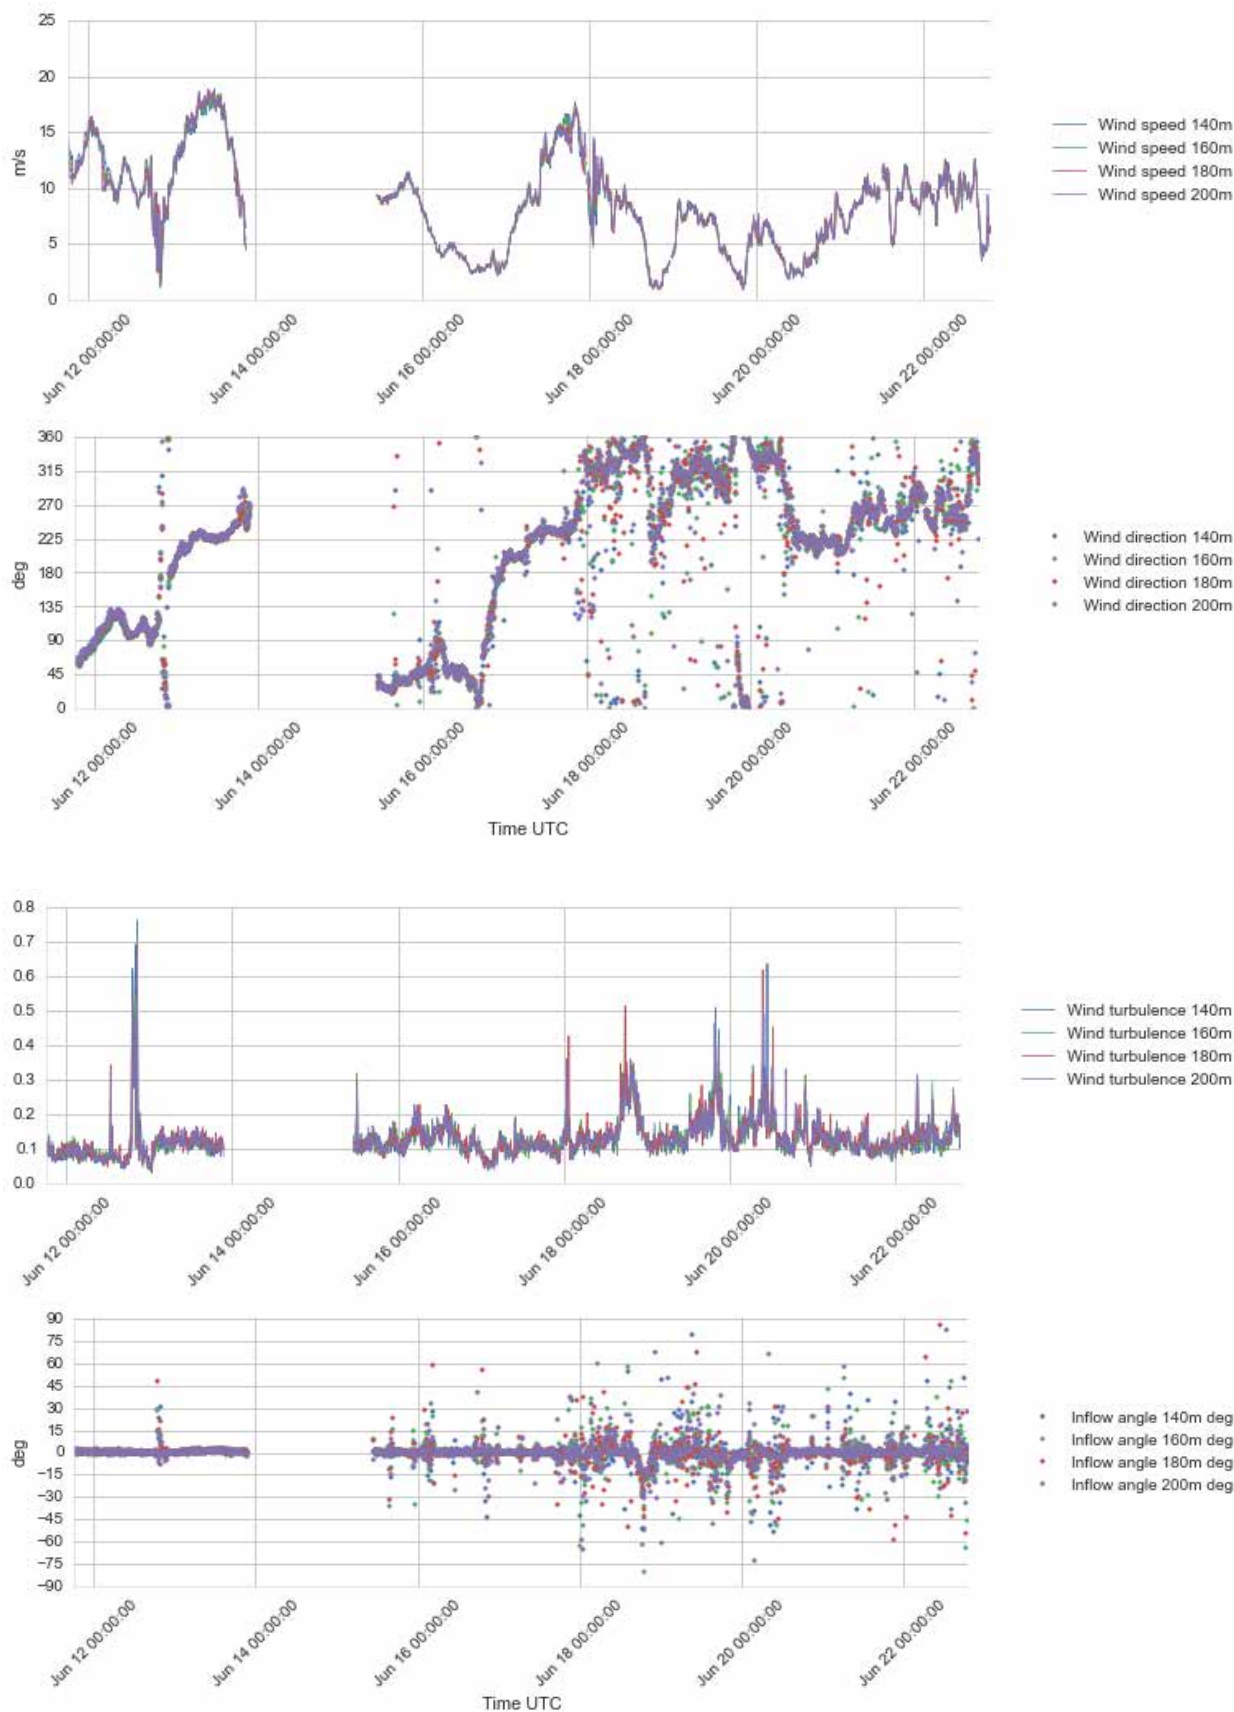 25
20
15
10
5
0
m/s
Jun 12 00:00:00
Jun 14 00:00:00
Jun 16 00:00:00
Jun 18 00:00:00
Jun 20 00:00:00
Jun 22 00:00:00
Wind speed 140m
Wind speed 160m
Wind speed 180m
Wind speed 200m
360
315
270
225
180
135
90
45
0
deg
Jun 12 00:00:00
Jun 14 00:00:00
Jun 16 00:00:00
Jun 18 00:00:00
Jun 20 00:00:00
Jun 22 00:00:00
Time UTC
Wind direction 140m
Wind direction 160m
Wind direction 180m
Wind direction 200m
0.8
0.7
0.6
0.5
0.4
0.3
0.2
0.1
0.0
Jun 12 00:00:00
Jun 14 00:00:00
Jun 16 00:00:00
Jun 18 00:00:00
Jun 20 00:00:00
Jun 22 00:00:00
Wind turbulence 140m
Wind turbulence 160m
Wind turbulence 180m
Wind turbulence 200m
90
75
60
45
30
15
0
−15
−30
−45
−60
−75
−90
deg
Jun 12 00:00:00
Jun 14 00:00:00
Jun 16 00:00:00
Jun 18 00:00:00
Jun 20 00:00:00
Jun 22 00:00:00
Time UTC
Inflow angle 140m deg
Inflow angle 160m deg
Inflow angle 180m deg
Inflow angle 200m deg